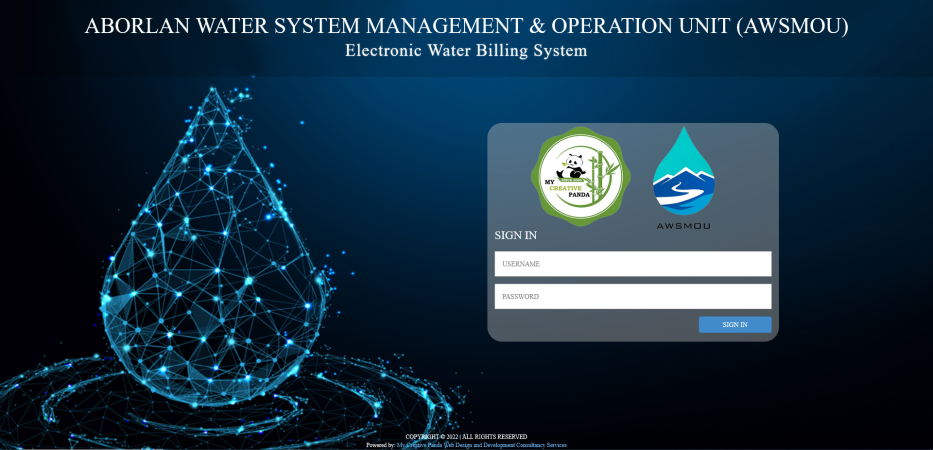 ABORLAN WATER SYSTEM MANAGEMENT & OPERATION UNIT (AWSMOU)
Electronic Water Billing System
MY
CREATIVE
PANDA
AWSMOU
SIGN IN
USERNAME
PASSWORD
SIGN IN
COPYRIGHT © 2022 | ALL RIGHTS RESERVED
Powered by: My Creative Panda Web Design and Development Consultancy Services